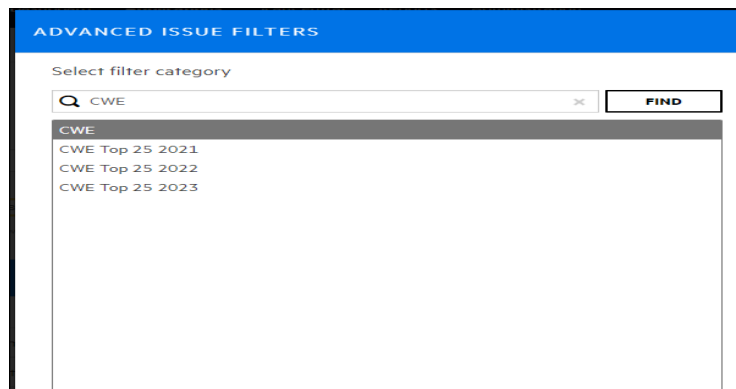 ADVANCED ISSUE FILTERS
Select filter category
CWE
FIND
CWE
CWE Top 25 2021
CWE Top 25 2022
CWE Top 25 2023